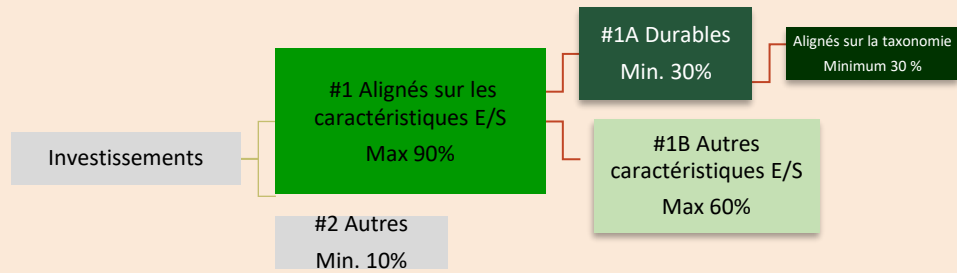 Investissements
#1 Alignés sur les
caractéristiques E/S
Max 90%
#2 Autres
Min. 10%
#1A Durables
Min. 30%
#1B Autres
caractéristiques E/S
Max 60%
Alignés sur la taxonomie
Minimum 30 %